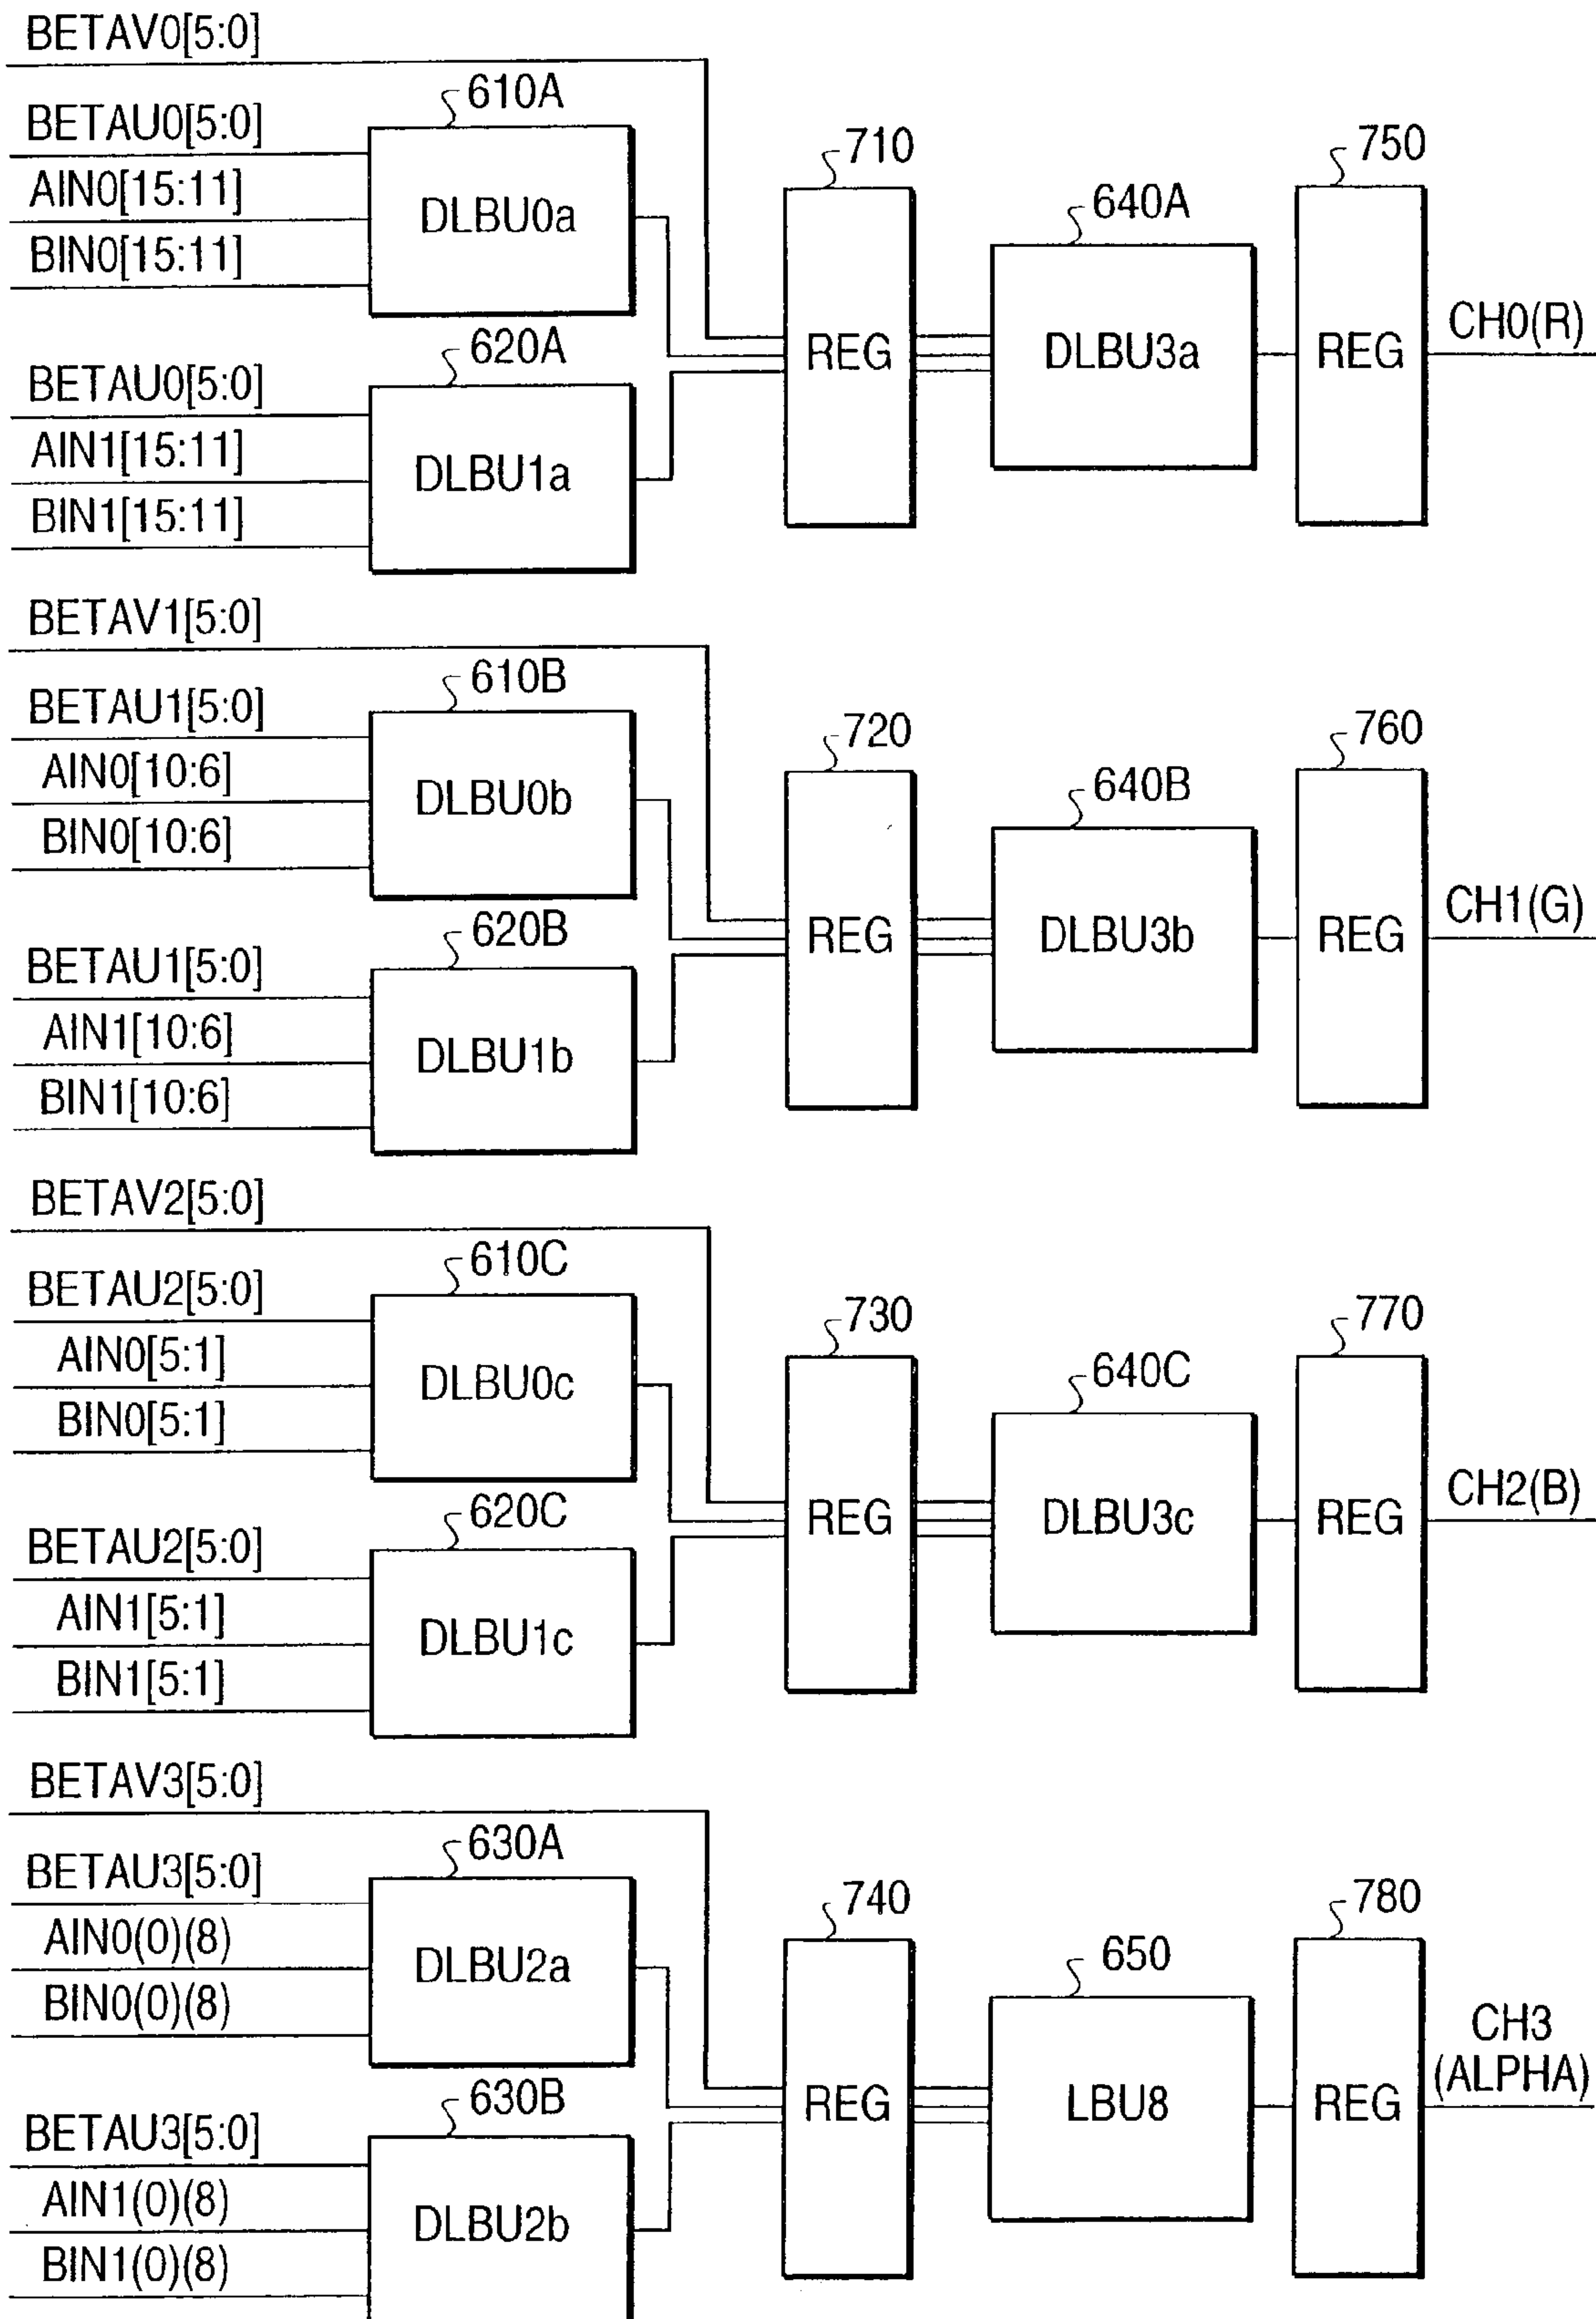 BETAV0[5:0]
610A
BETAU0[5:0]
AIN0[15:11]
BIN0[15:11]
DLBU0a
710
750
640A
620A
REG
DLBU3a
REG
CH0(R)
BETAU0[5:0]
AIN1[15:11]
BIN1[15:11]
DLBU1a
BETAV1[5:0]
610B
BETAU1[5:0]
AIN0[10:6]
BIN0[10:6]
DLBU0b
720
760
640B
620B
REG
DLBU3b
REG
CH1(G)
BETAU1[5:0]
AIN1[10:6]
BIN1[10:6]
DLBU1b
BETAV2[5:0]
610C
BETAU2[5:0]
AIN0[5:1]
BIN0[5:1]
DLBU0c
730
770
640C
620C
REG
DLBU3c
REG
CH2(B)
BETAU2[5:0]
AIN1[5:1]
BIN1[5:1]
DLBU1c
BETAV3[5:0]
630A
BETAU3[5:0]
AIN0(0)(8)
BIN0(0)(8)
DLBU2a
740
780
650
630B
REG
LBU8
REG
CH3
(ALPHA)
BETAU3[5:0]
AIN1(0)(8)
BIN1(0)(8)
DLBU2b